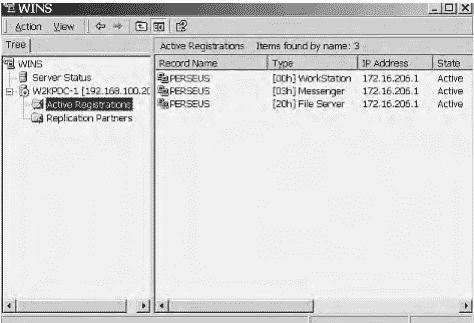 WINS
Action View
Tree
Active Registrations Items found by name: 3
Record Name Type IP Address State
WINS
Server Status
W2KPDC-1 [192.168.100.20
Active Registrations
Replication Partners
PERSEUS [00h] WorkStation 172.16.206.1 Active
PERSEUS [03h] Messenger 172.16.206.1 Active
PERSEUS [20h] File Server 172.16.206.1 Active